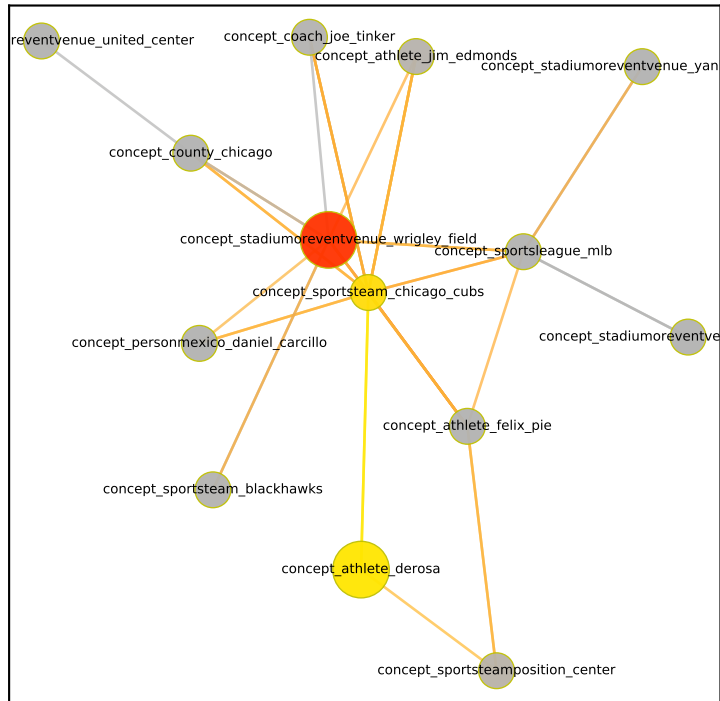 reventvenue_united_center
concept_coach_joe_tinker
concept_athlete_jim_edmonds
concept_stadiumoreventvenue_yan
concept_county_chicago
concept_stadiumoreventvenue_wrigley_field
concept_sportsleague_mlb
concept_sportsteam_chicago_cubs
concept_stadiumoreventve
concept_personmexico_daniel_carcillo
concept_athlete_felix_pie
concept_sportsteam_blackhawks
concept_athlete_derosa
concept_sportsteamposition_center